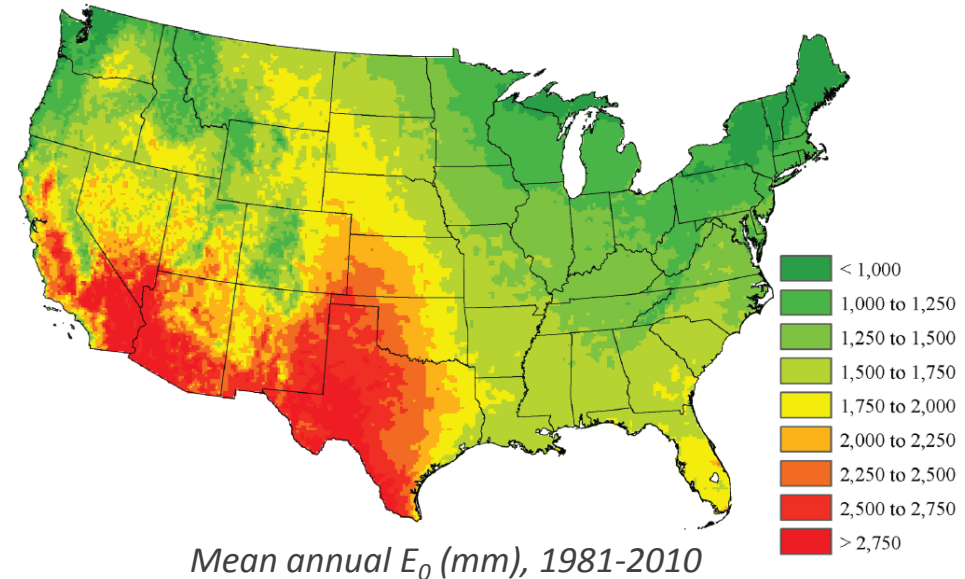 < 1,000
1,000 to 1,250
1,250 to 1,500
1,500 to 1,750
1,750 to 2,000
2,000 to 2,250
2,250 to 2,500
2,500 to 2,750
> 2,750
Mean annual E₀ (mm), 1981-2010